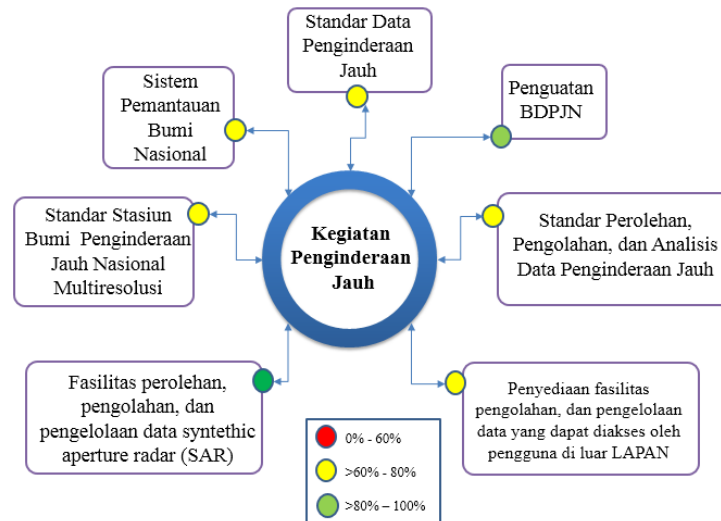 Standar Data
Penginderaan
Jauh
Sistem
Pemantauan
Bumi
Nasional
Penguatan
BDPJN
Standar Stasiun
Bumi Penginderaan
Jauh Nasional
Multiresolusi
Kegiatan
Penginderaan
Jauh
Standar Perolehan,
Pengolahan, dan Analisis
Data Penginderaan Jauh
Fasilitas perolehan,
pengolahan, dan
pengelolaan data syntethic
aperture radar (SAR)
Penyediaan fasilitas
pengolahan, dan pengelolaan
data yang dapat diakses oleh
pengguna di luar LAPAN
0% - 60%
>60% - 80%
>80% – 100%